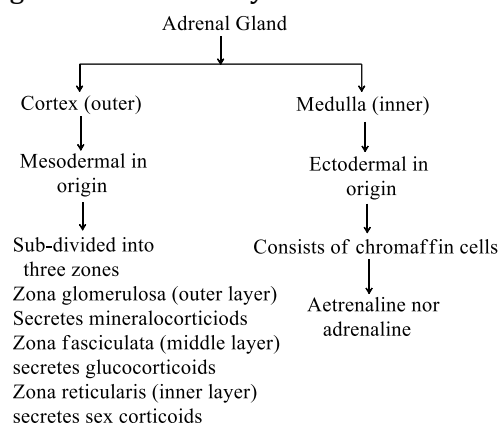 Adrenal Gland
Cortex (outer)
Medulla (inner)
Mesodermal in
origin
Ectodermal in
origin
Sub-divided into
three zones
Zona glomerulosa (outer layer)
Secretes mineralocorticiods
Zona fasciculata (middle layer)
secretes glucocorticoids
Zona reticularis (inner layer)
secretes sex corticoids
Consists of chromaffin cells
Aetrenaline nor
adrenaline